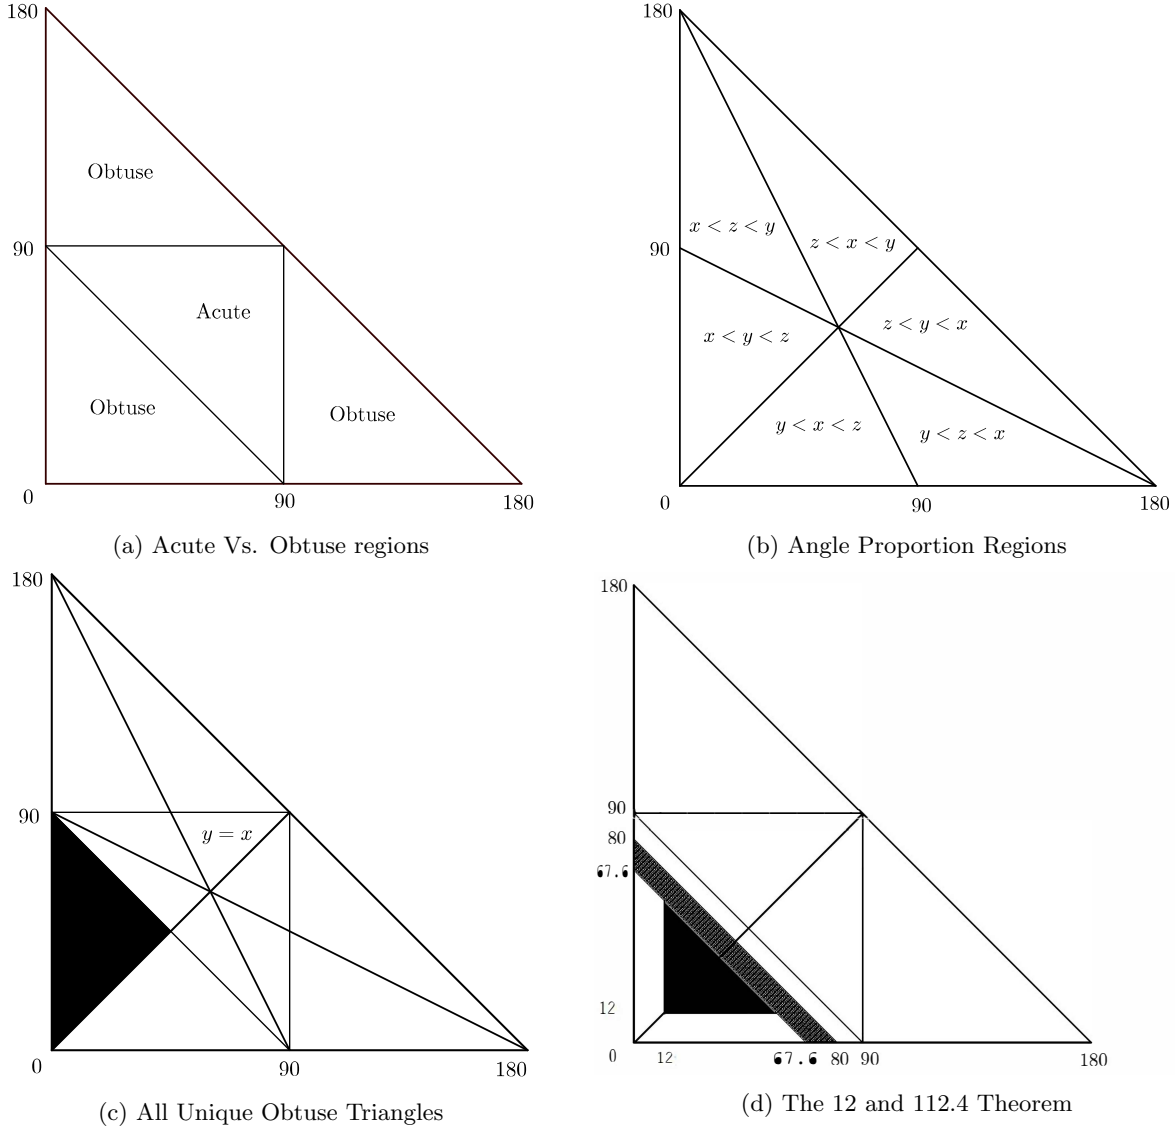 180
Obtuse
90
Acute
Obtuse
Obtuse
0
90
180
(a) Acute Vs. Obtuse regions
180
x < z < y
z < x < y
90
z < y < x
x < y < z
y < x < z
y < z < x
0
90
180
(b) Angle Proportion Regions
180
90
y = x
0
90
180
(c) All Unique Obtuse Triangles
180
90
80
67.6
12
0
12
67.6
80
90
180
(d) The 12 and 112.4 Theorem